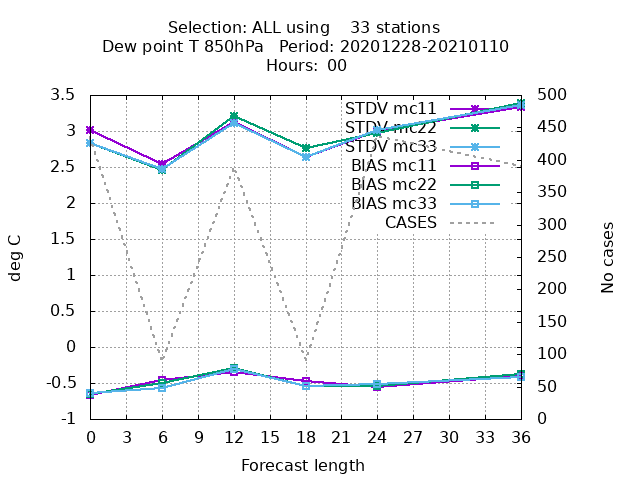 Selection: ALL using 33 stations
Dew point T 850hPa Period: 20201228-20210110
Hours: 00
3.5
3
2.5
2
1.5
1
0.5
0
-0.5
-1
deg C
STDV mc11
STDV mc22
STDV mc33
BIAS mc11
BIAS mc22
BIAS mc33
CASES
500
450
400
350
300
250
200
150
100
50
0
No cases
0 3 6 9 12 15 18 21 24 27 30 33 36
Forecast length